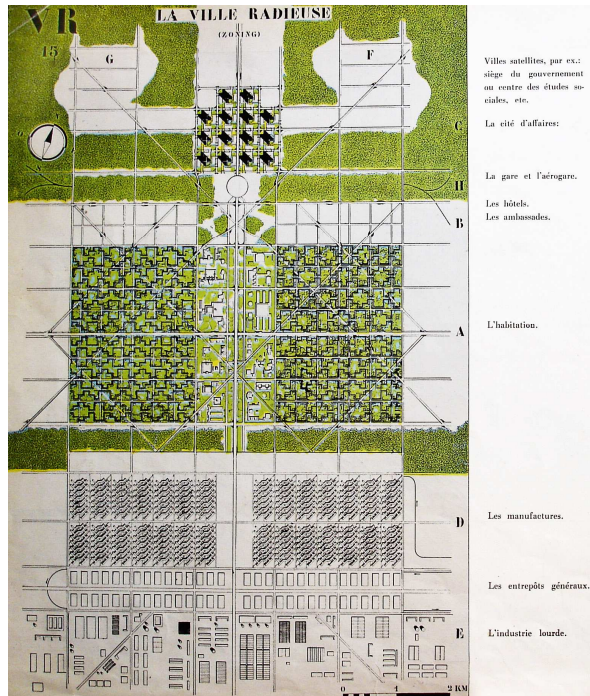 VR
LA VILLE RADIEUSE
(ZONING)
15
G
F
Villes satellites, par ex.:
siège du gouvernement
ou centre des études so-
ciales, etc.
C
La cité d'affaires:
H
La gare et l'aérogare.
Les hôtels.
B
Les ambassades.
A
L'habitation.
D
Les manufactures.
Les entrepôts généraux.
E
L'industrie lourde.
0 1 2 KM